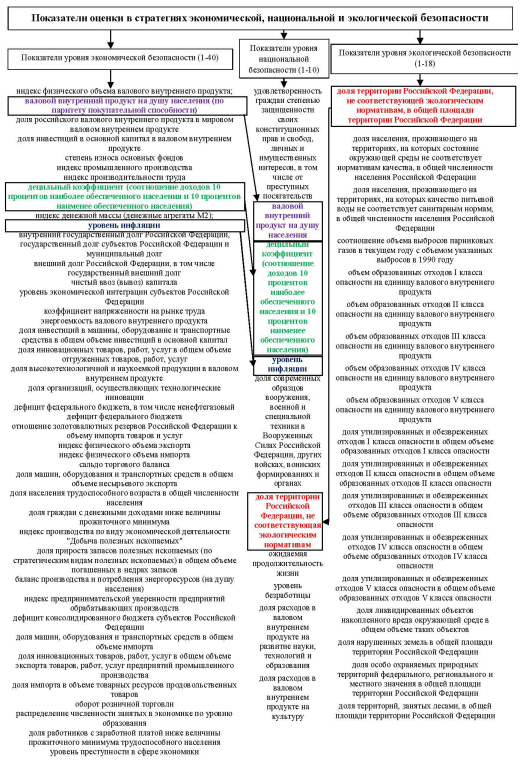 Показатели оценки в стратегиях экономической, национальной и экологической безопасности
Показатели уровня экономической безопасности (1-40)
индекс физического объема валового внутреннего продукта;
валовой внутренний продукт на душу населения (по
паритету покупательной способности)
доля российского валового внутреннего продукта в мировом
валовом внутреннем продукте
доля инвестиций в основной капитал в валовом внутреннем
продукте
степень износа основных фондов
индекс промышленного производства
индекс производительности труда
децильный коэффициент (соотношение доходов 10
процентов наиболее обеспеченного населения и 10 процентов
наименее обеспеченного населения)
индекс денежной массы (денежные агрегаты М2);
уровень инфляции
внутренний государственный долг Российской Федерации,
государственный долг субъектов Российской Федерации и
муниципальный долг
внешний долг Российской Федерации, в том числе
государственный внешний долг
чистый ввоз (вывоз) капитала
уровень экономической интеграции субъектов Российской
Федерации
коэффициент напряженности на рынке труда
энергоемкость валового внутреннего продукта
доля инвестиций в машины, оборудование и транспортные
средства в общем объеме инвестиций в основной капитал
доля инновационных товаров, работ, услуг в общем объеме
отгруженных товаров, работ, услуг
доля высокотехнологичной и наукоемкой продукции в валовом
внутреннем продукте
доля организаций, осуществляющих технологические
инновации
дефицит федерального бюджета, в том числе ненефтегазовый
дефицит федерального бюджета
отношение золотовалютных резервов Российской Федерации к
объему импорта товаров и услуг
индекс физического объема экспорта
индекс физического объема импорта
сальдо торгового баланса
доля машин, оборудования и транспортных средств в общем
объеме несырьевого экспорта
доля населения трудоспособного возраста в общей численности
населения
доля граждан с денежными доходами ниже величины
прожиточного минимума
индекс производства по виду экономической деятельности
"Добыча полезных ископаемых"
доля прироста запасов полезных ископаемых (по
стратегическим видам полезных ископаемых) в общем объеме
погашенных в недрах запасов
баланс производства и потребления энергоресурсов (на душу
населения)
индекс предпринимательской уверенности предприятий
обрабатывающих производств
дефицит консолидированного бюджета субъектов Российской
Федерации
доля машин, оборудования и транспортных средств в общем
объеме импорта
доля инновационных товаров, работ, услуг в общем объеме
экспорта товаров, работ, услуг предприятий промышленного
производства
доля импорта в объеме товарных ресурсов продовольственных
товаров
оборот розничной торговли
распределение численности занятых в экономике по уровню
образования
доля работников с заработной платой ниже величины
прожиточного минимума трудоспособного населения
уровень преступности в сфере экономики
Показатели уровня
национальной
безопасности (1-10)
удовлетворенность
граждан степенью
защищенности
своих
конституционных
прав и свобод,
личных и
имущественных
интересов, в том
числе от
преступных
посягательств
валовой
внутренний
продукт на душу
населения
децильный
коэффициент
(соотношение
доходов 10
процентов
наиболее
обеспеченного
населения и 10
процентов
наименее
обеспеченного
населения)
уровень
инфляции
доля современных
образцов
вооружения,
военной и
специальной
техники в
Вооруженных
Силах Российской
Федерации, других
войсках, воинских
формированиях и
органах
доля территории
Российской
Федерации, не
соответствующая
экологическим
нормативам
ожидаемая
продолжительность
жизни
уровень
безработицы
доля расходов в
валовом
внутреннем
продукте на
развитие науки,
технологий и
образования
доля расходов в
валовом
внутреннем
продукте на
культуру
Показатели уровня экологической безопасности
(1-18)
доля территории Российской Федерации,
не соответствующей экологическим
нормативам, в общей площади
территории Российской Федерации
доля населения, проживающего на
территориях, на которых состояние
окружающей среды не соответствует
нормативам качества, в общей численности
населения Российской Федерации
доля населения, проживающего на
территориях, на которых качество питьевой
воды не соответствует санитарным нормам,
в общей численности населения Российской
Федерации
соотношение объема выбросов парниковых
газов в текущем году с объемом указанных
выбросов в 1990 году
объем образованных отходов I класса
опасности на единицу валового внутреннего
продукта
объем образованных отходов II класса
опасности на единицу валового внутреннего
продукта
объем образованных отходов III класса
опасности на единицу валового внутреннего
продукта
объем образованных отходов IV класса
опасности на единицу валового внутреннего
продукта
объем образованных отходов V класса
опасности на единицу валового внутреннего
продукта
доля утилизированных и обезвреженных
отходов I класса опасности в общем объеме
образованных отходов I класса опасности
доля утилизированных и обезвреженных
отходов II класса опасности в общем объеме
образованных отходов II класса опасности
доля утилизированных и обезвреженных
отходов III класса опасности в общем
объеме образованных отходов III класса
опасности
доля утилизированных и обезвреженных
отходов IV класса опасности в общем
объеме образованных отходов IV класса
опасности
доля утилизированных и обезвреженных
отходов V класса опасности в общем объеме
образованных отходов V класса опасности
доля ликвидированных объектов
накопленного вреда окружающей среде в
общем объеме таких объектов
доля нарушенных земель в общей площади
территории Российской Федерации
доля особо охраняемых природных
территорий федерального, регионального и
местного значения в общей площади
территории Российской Федерации
доля территорий, занятых лесами, в общей
площади территории Российской Федерации